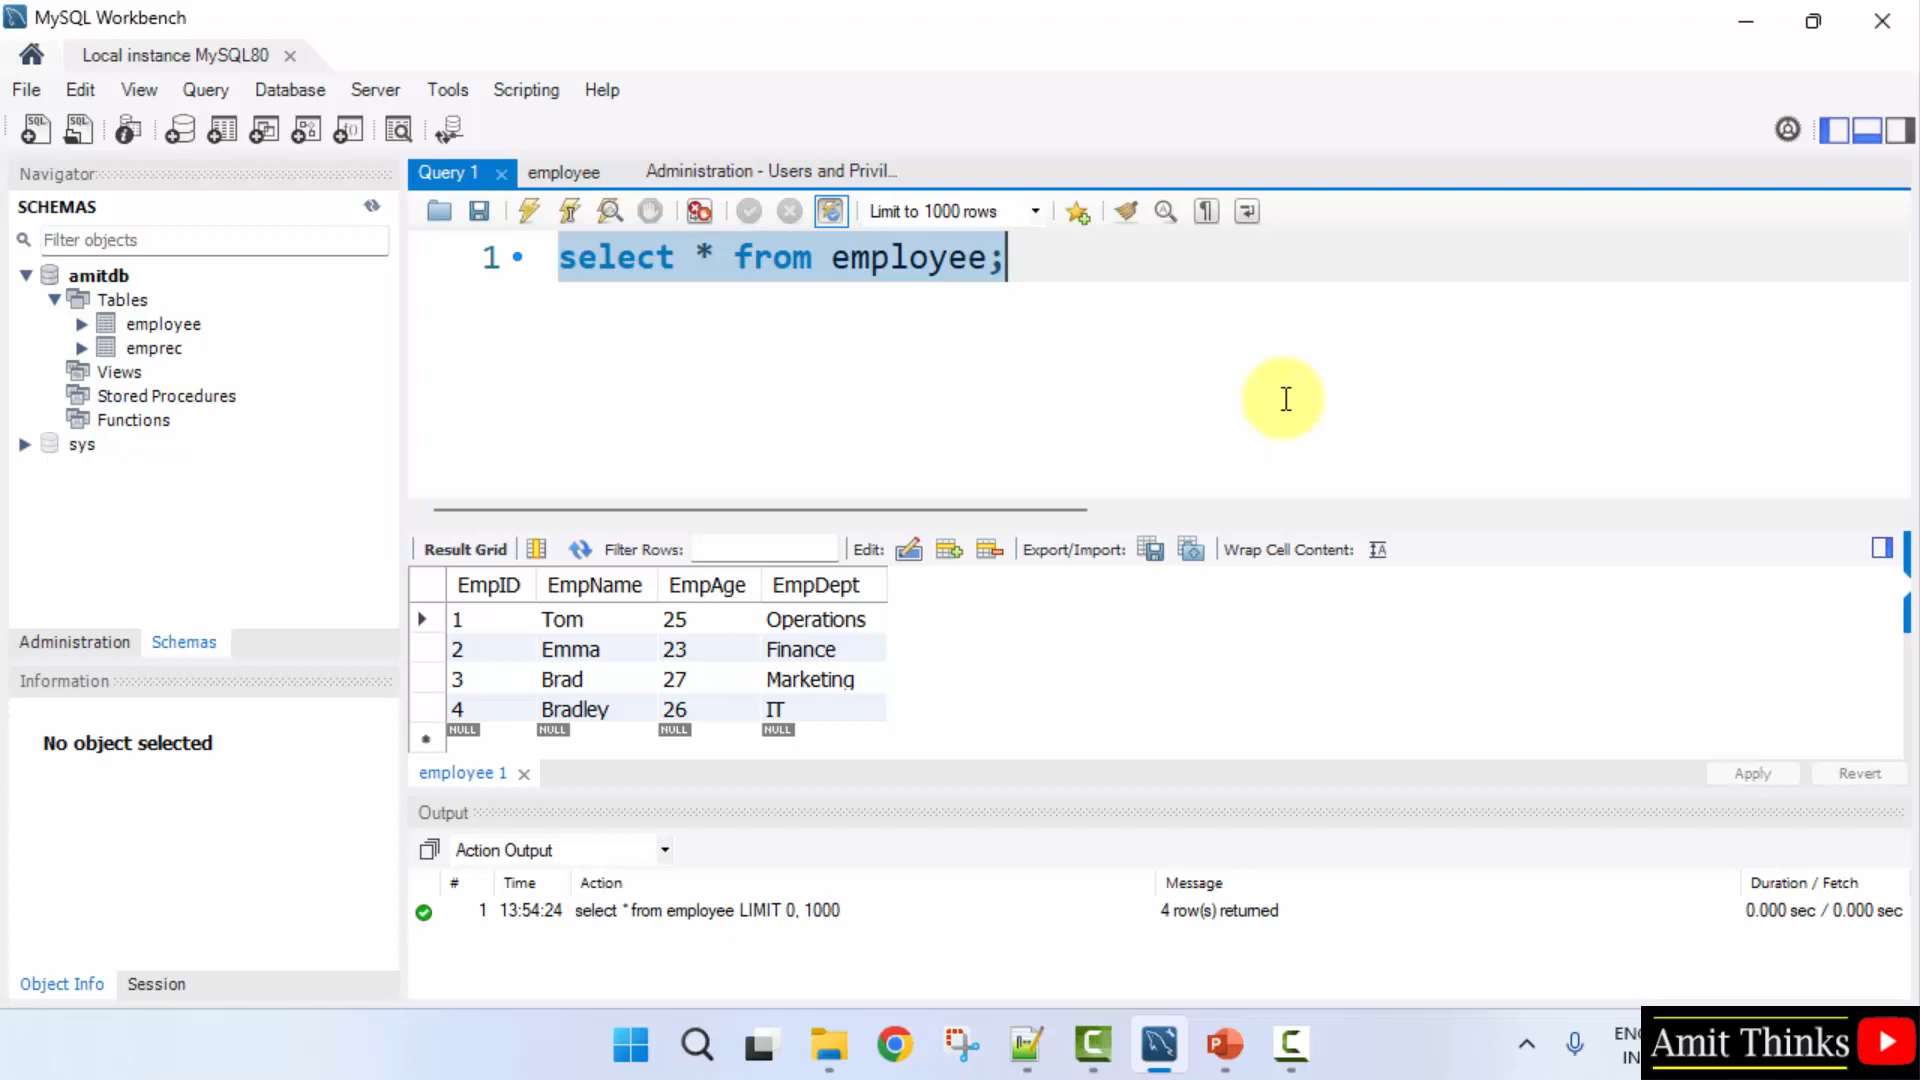 MySQL Workbench
Local instance MySQL80
File Edit View Query Database Server Tools Scripting Help
Navigator
SCHEMAS
Filter objects
amitdb
Tables
employee
emprec
Views
Stored Procedures
Functions
sys
Administration Schemas
Information
No object selected
Object Info Session
Query 1 employee Administration - Users and Privil...
Limit to 1000 rows
1 select * from employee;
Result Grid Filter Rows: Edit: Export/Import: Wrap Cell Content:
EmpID EmpName EmpAge EmpDept
1 Tom 25 Operations
2 Emma 23 Finance
3 Brad 27 Marketing
4 Bradley 26 IT
NULL NULL NULL NULL
employee 1 Apply Revert
Output
Action Output
# Time Action Message Duration / Fetch
1 13:54:24 select * from employee LIMIT 0, 1000 4 row(s) returned 0.000 sec / 0.000 sec
ENG
IN
Amit Thinks